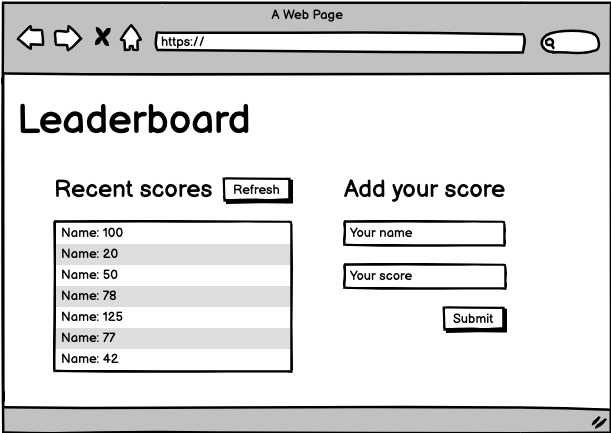 A Web Page
https://
Leaderboard
Recent scores
Refresh
Name: 100
Name: 20
Name: 50
Name: 78
Name: 125
Name: 77
Name: 42
Add your score
Your name
Your score
Submit